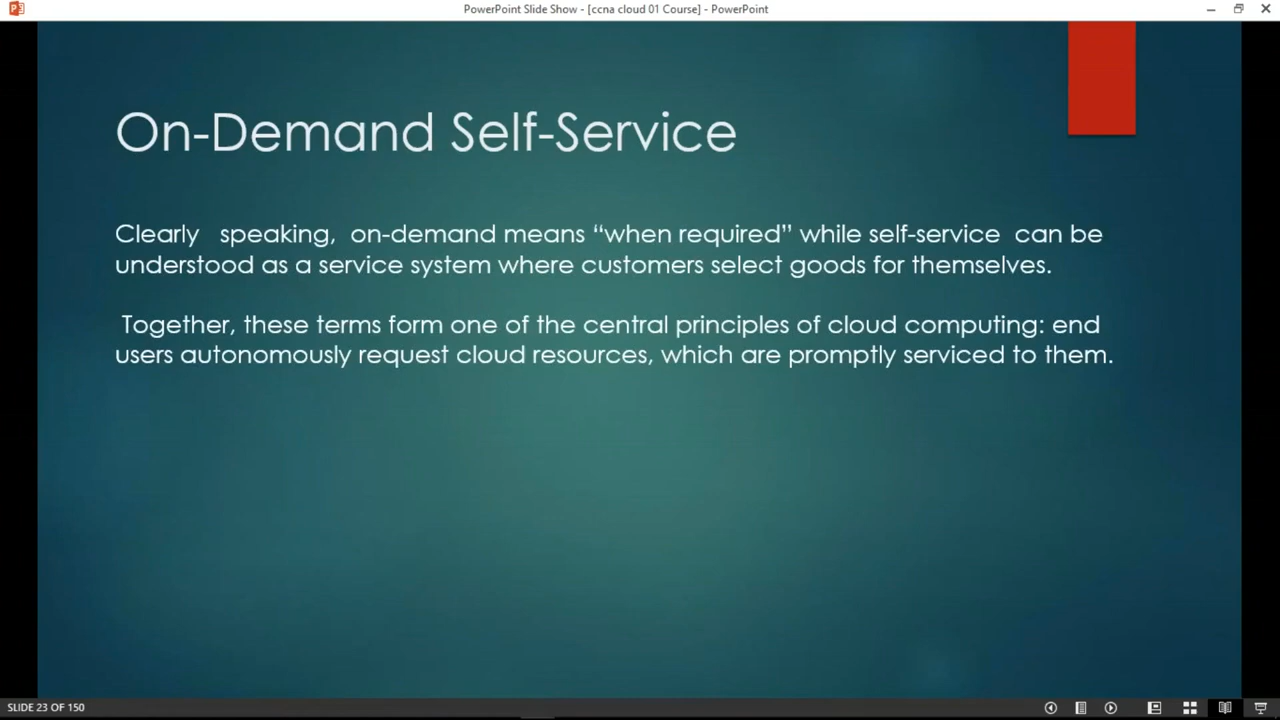 PowerPoint Slide Show - [ccna cloud 01 Course] - PowerPoint
On-Demand Self-Service
Clearly speaking, on-demand means “when required” while self-service can be
understood as a service system where customers select goods for themselves.
Together, these terms form one of the central principles of cloud computing: end
users autonomously request cloud resources, which are promptly serviced to them.
SLIDE 23 OF 150